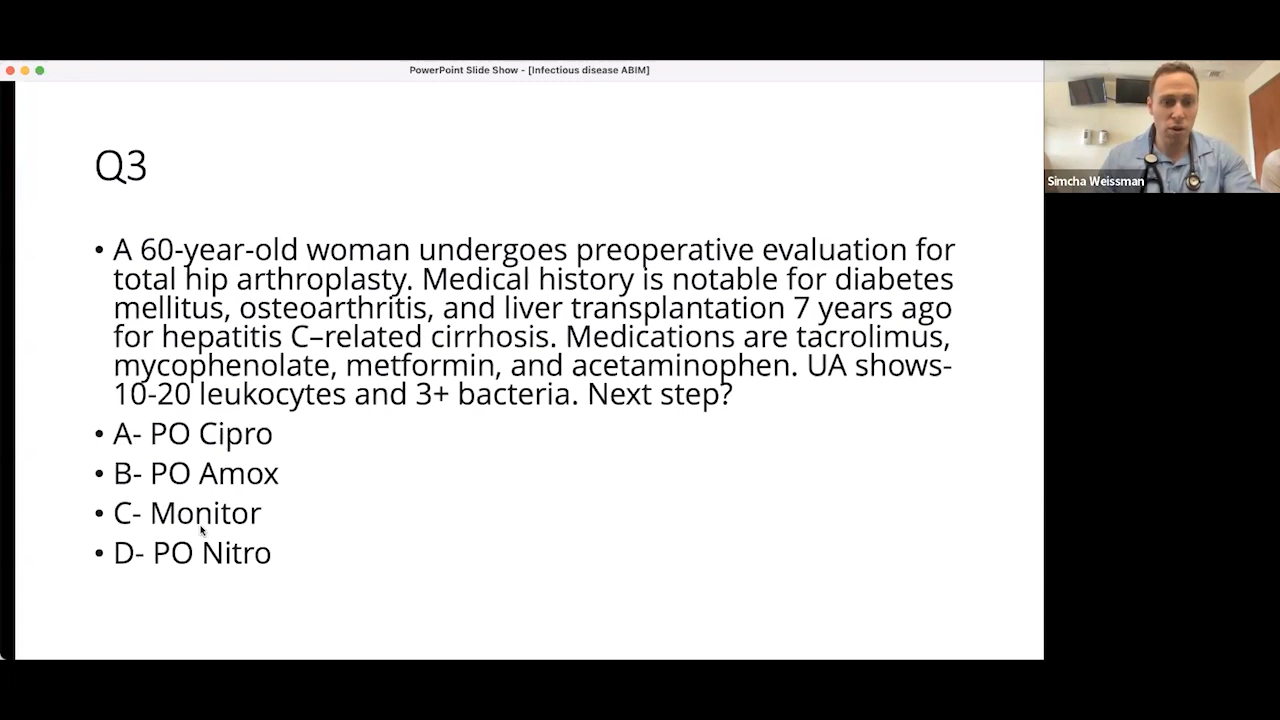 PowerPoint Slide Show - [Infectious disease ABIM]
Simcha Weissman
Q3
• A 60-year-old woman undergoes preoperative evaluation for
total hip arthroplasty. Medical history is notable for diabetes
mellitus, osteoarthritis, and liver transplantation 7 years ago
for hepatitis C–related cirrhosis. Medications are tacrolimus,
mycophenolate, metformin, and acetaminophen. UA shows-
10-20 leukocytes and 3+ bacteria. Next step?
• A- PO Cipro
• B- PO Amox
• C- Monitor
• D- PO Nitro